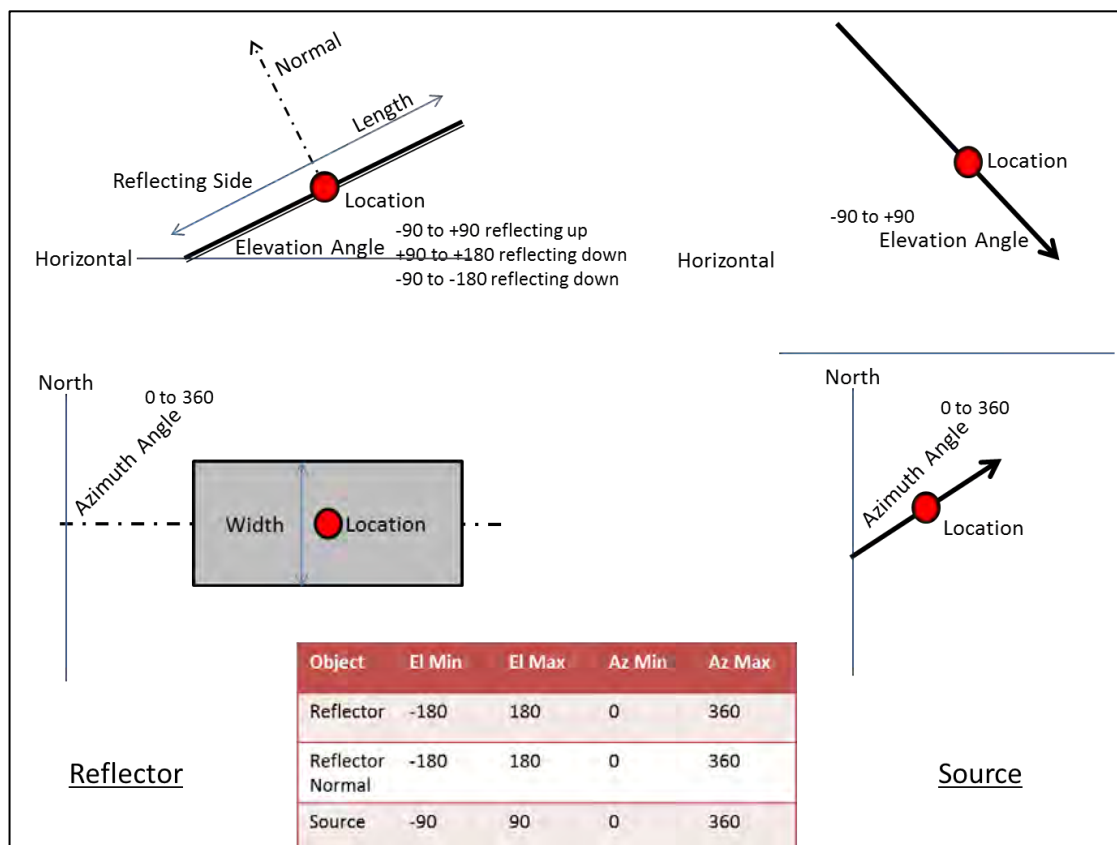 Normal
Length
Reflecting Side
Location
Elevation Angle
-90 to +90 reflecting up
+90 to +180 reflecting down
-90 to -180 reflecting down
Horizontal
Location
-90 to +90
Elevation Angle
Horizontal
North
0 to 360
Azimuth Angle
Width
Location
North
0 to 360
Azimuth Angle
Location
Object El Min El Max Az Min Az Max
Reflector -180 180 0 360
Reflector -180 180 0 360
Normal
Source -90 90 0 360
Reflector
Source